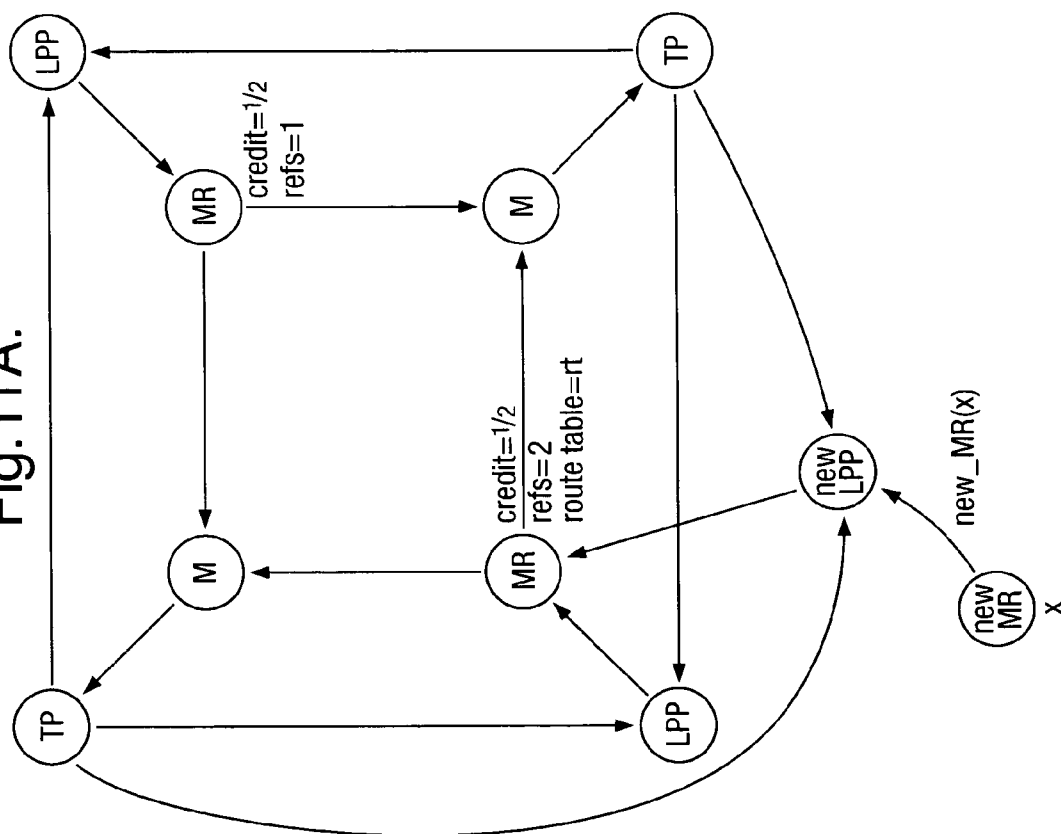 Fig.11A.
TP
LPP
M
MR
credit=1/2
refs=1
MR
credit=1/2
refs=2
route table=rt
M
LPP
TP
new
LPP
new_MR(x)
new
MR
x